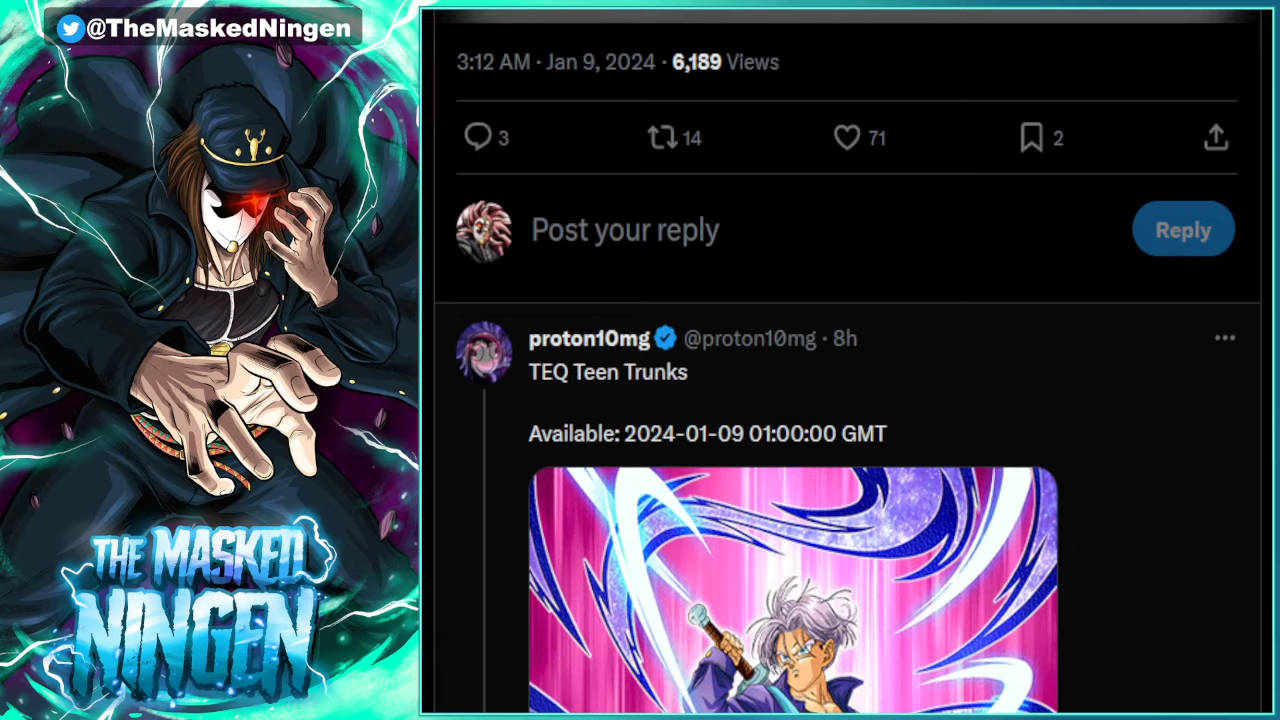 @TheMaskedNingen
THE MASKED
NINGEN
3:12 AM · Jan 9, 2024 · 6,189 Views
3 14 71 2
Post your reply
Reply
proton10mg @proton10mg · 8h
TEQ Teen Trunks
Available: 2024-01-09 01:00:00 GMT